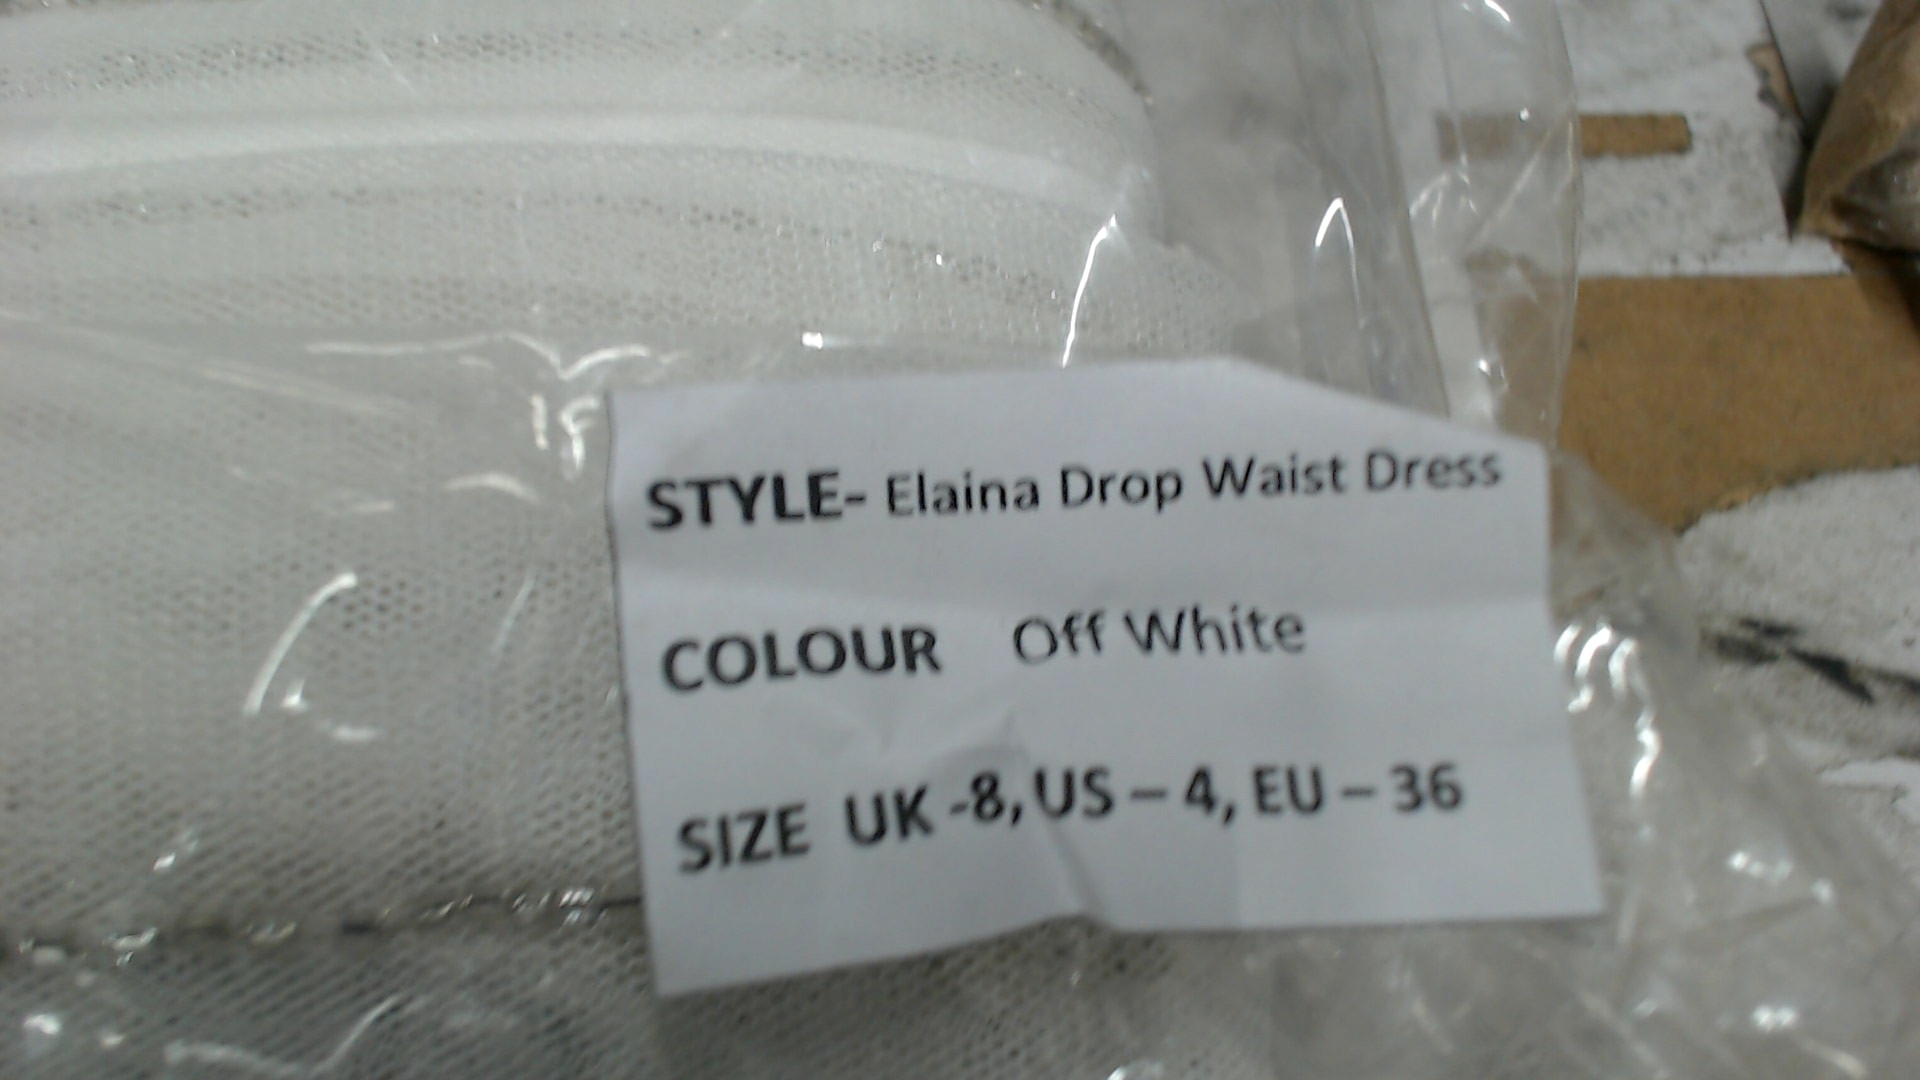 STYLE- Elaina Drop Waist Dress
COLOUR Off White
SIZE UK -8, US – 4, EU – 36